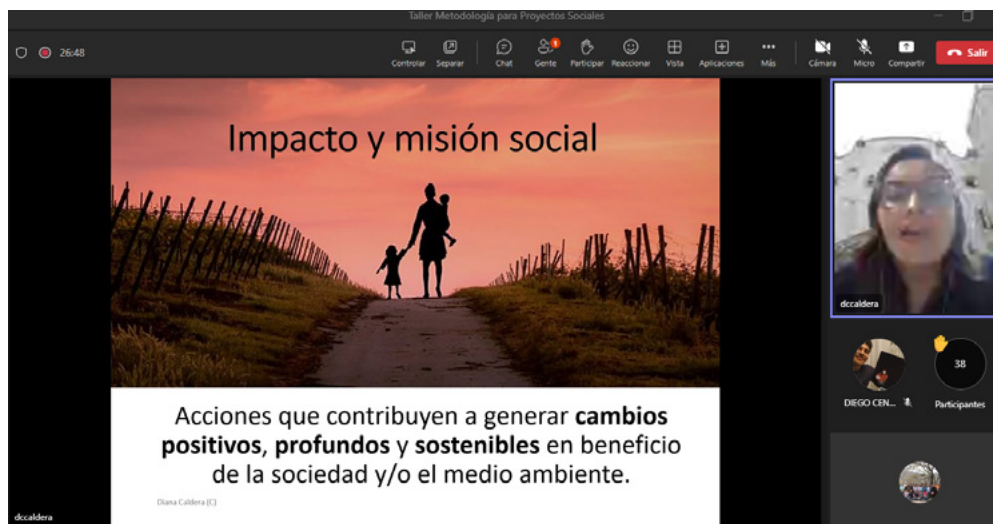 Taller Metodología para Proyectos Sociales
26:48
Controlar Separar Chat Gente 1 Participar Reaccionar Vista Aplicaciones Más Cámara Micro Compartir Salir
Impacto y misión social
Acciones que contribuyen a generar cambios
positivos, profundos y sostenibles en beneficio
de la sociedad y/o el medio ambiente.
Diana Caldera (C)
dccaldera
dccaldera
38
DIEGO CEN...
Participantes